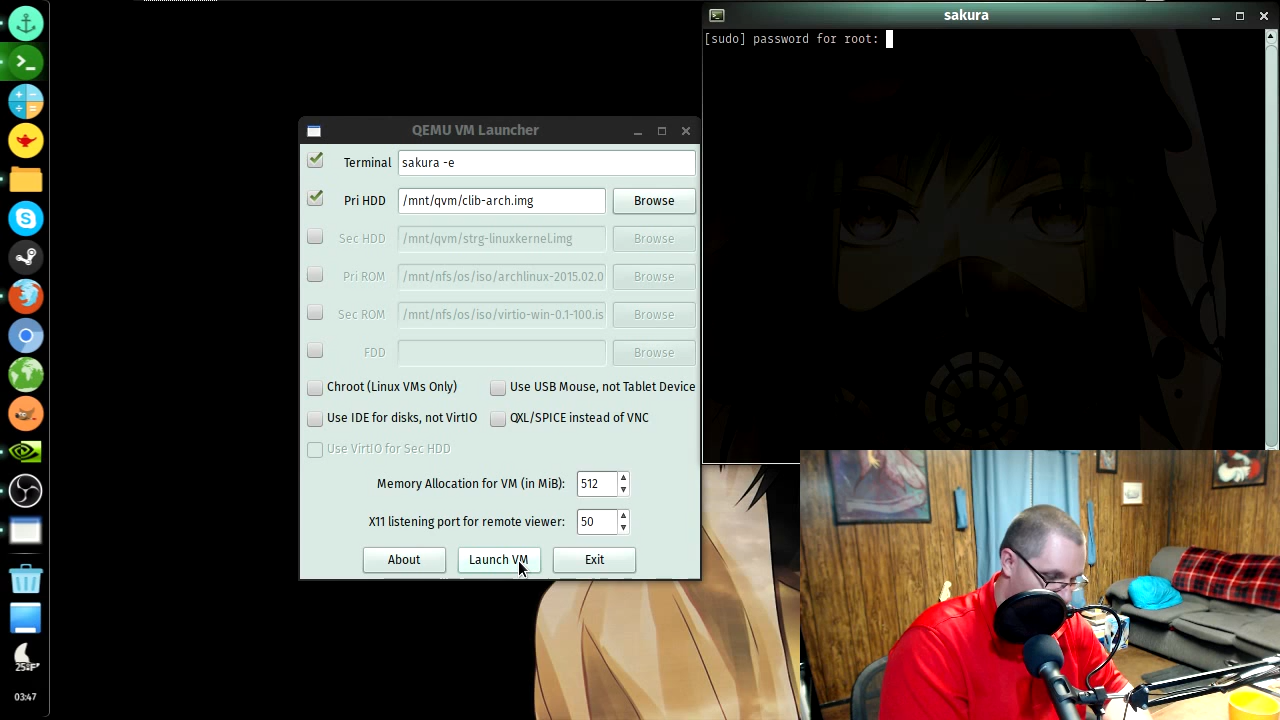 sakura
[sudo] password for root:
QEMU VM Launcher
Terminal
sakura -e
Pri HDD
/mnt/qvm/clib-arch.img
Browse
Sec HDD
/mnt/qvm/strg-linuxkernel.img
Browse
Pri ROM
/mnt/nfs/os/iso/archlinux-2015.02.0
Browse
Sec ROM
/mnt/nfs/os/iso/virtio-win-0.1-100.is
Browse
FDD
Browse
Chroot (Linux VMs Only)
Use USB Mouse, not Tablet Device
Use IDE for disks, not VirtIO
QXL/SPICE instead of VNC
Use VirtIO for Sec HDD
Memory Allocation for VM (in MiB):
512
X11 listening port for remote viewer:
50
About
Launch VM
Exit
25°F
03:47